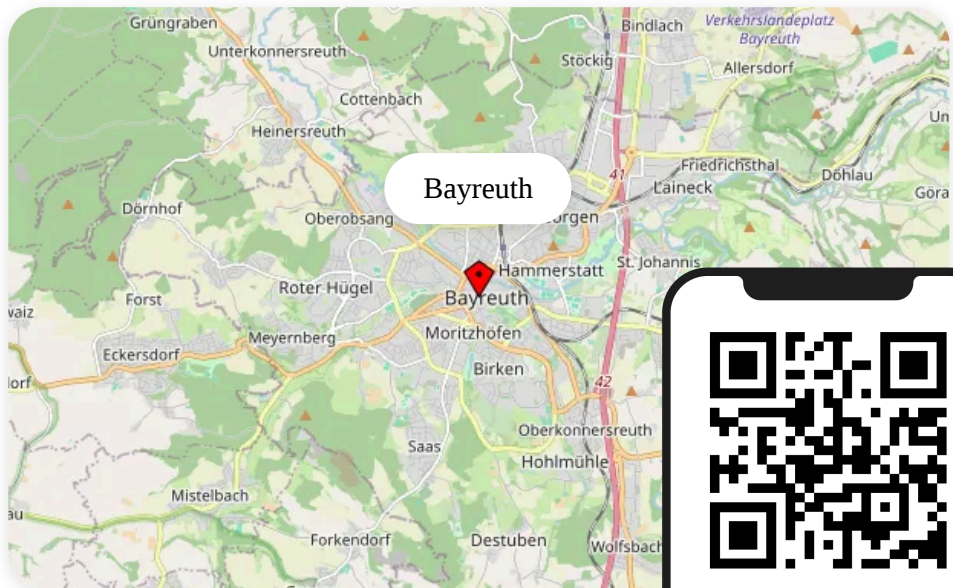 Grüngraben
Bindlach
Verkehrslandeplatz
Bayreuth
Unterkonnersreuth
Stöckig
Allersdorf
Cottenbach
Heinersreuth
Friedrichsthal
41
Döhlau
Laineck
Bayreuth
Dörnhof
Oberobsang
St. Johannis
Hammerstatt
Roter Hügel
Forst
Bayreuth
Moritzhöfen
Meyernberg
Eckersdorf
Birken
42
Oberkonnersreuth
Saas
Hohlmühle
Mistelbach
Forkendorf
Destuben
Wolfsbach